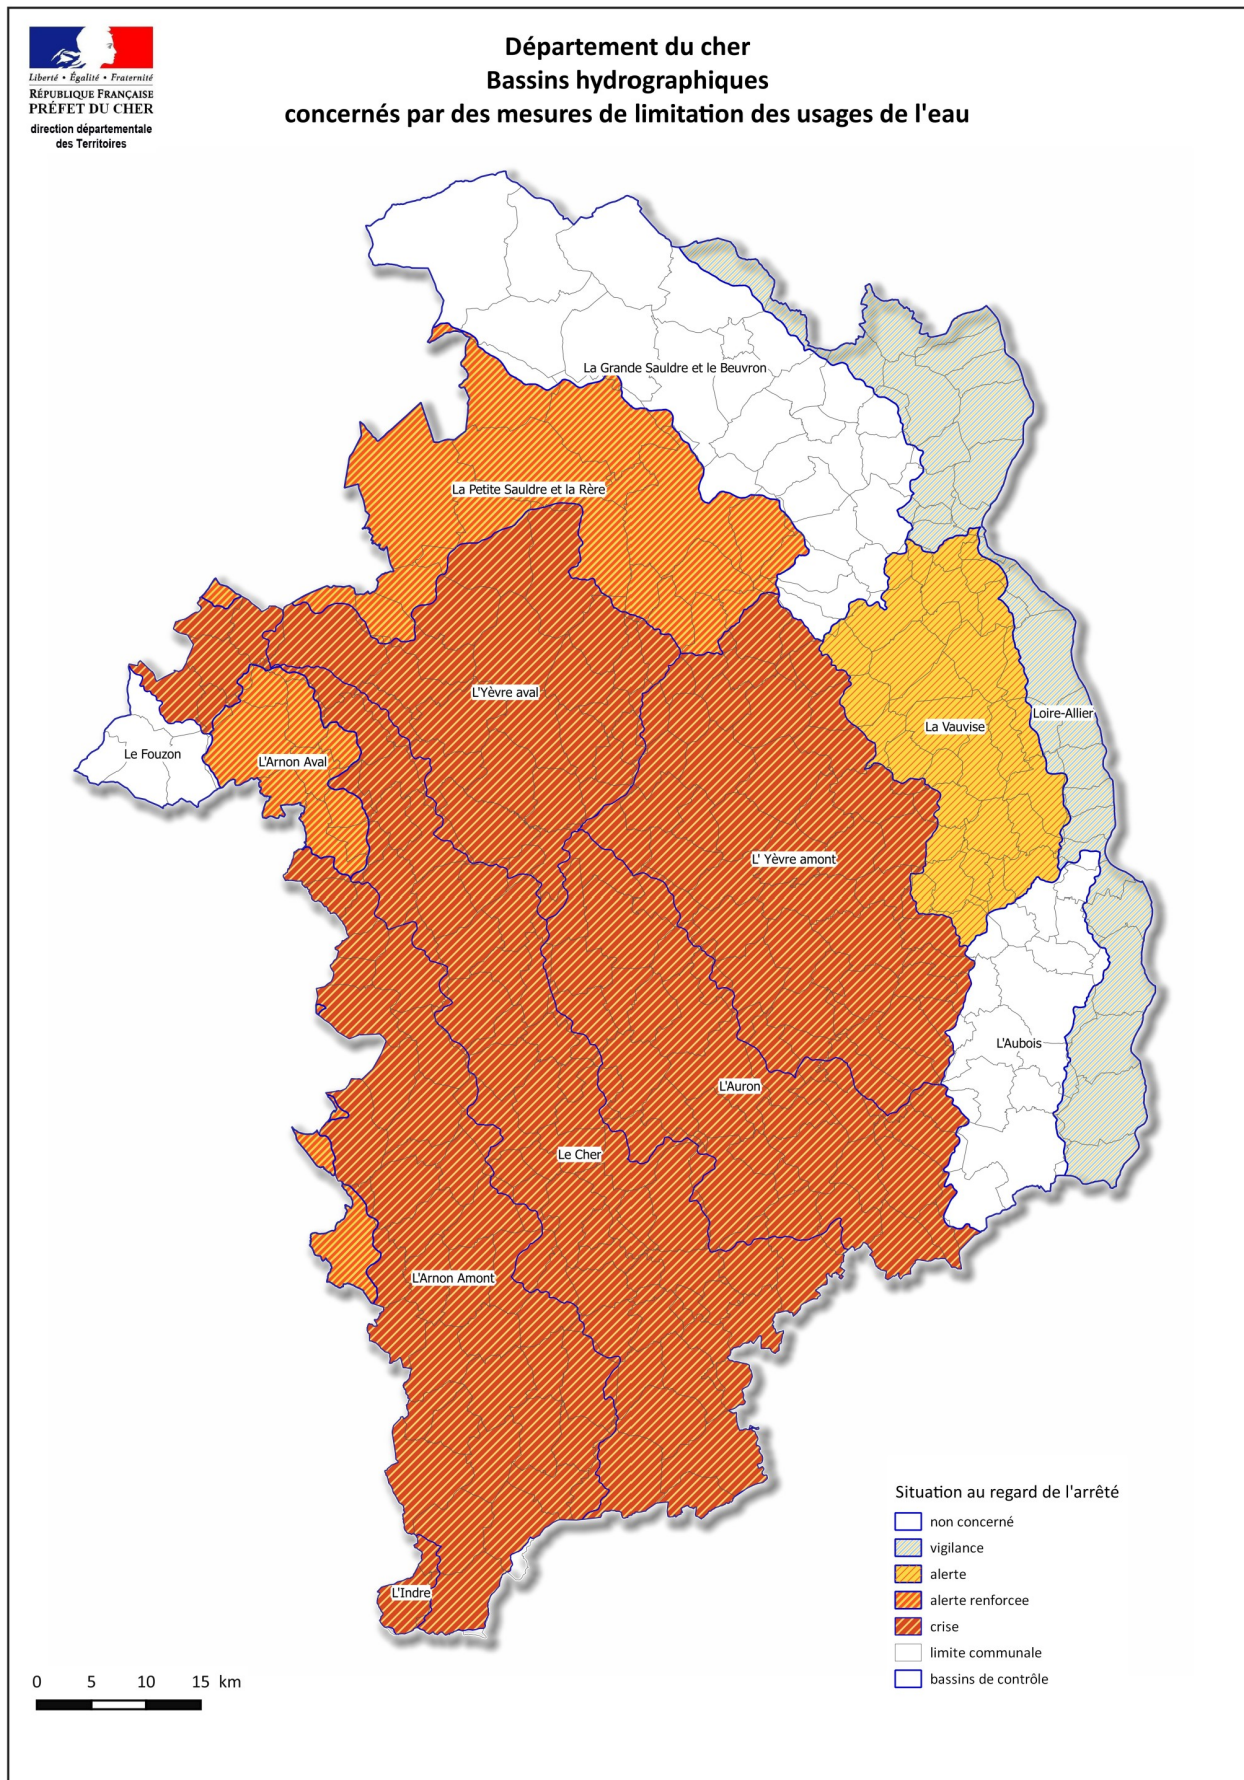 Liberté • Égalité • Fraternité
RÉPUBLIQUE FRANÇAISE
PRÉFET DU CHER
direction départementale
des Territoires
Département du cher
Bassins hydrographiques
concernés par des mesures de limitation des usages de l'eau
La Grande Sauldre et le Beuvron
La Petite Sauldre et la Rère
L'Yèvre aval
Loire-Allier
La Vauvise
Le Fouzon
L'Arnon Aval
L' Yèvre amont
L'Aubois
L'Auron
Le Cher
L'Arnon Amont
L'Indre
Situation au regard de l'arrêté
non concerné
vigilance
alerte
alerte renforcee
crise
limite communale
bassins de contrôle
0 5 10 15 km